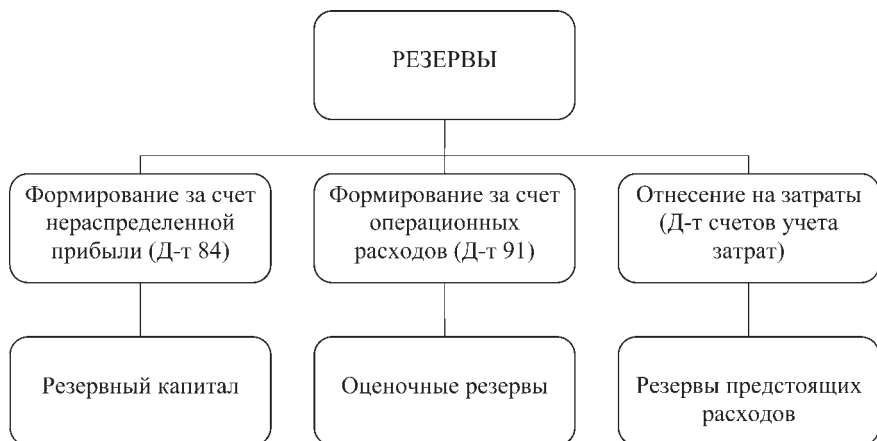 РЕЗЕРВЫ
Формирование за счет
нераспределенной
прибыли (Д-т 84)
Формирование за счет
операционных
расходов (Д-т 91)
Отнесение на затраты
(Д-т счетов учета
затрат)
Резервный капитал
Оценочные резервы
Резервы предстоящих
расходов